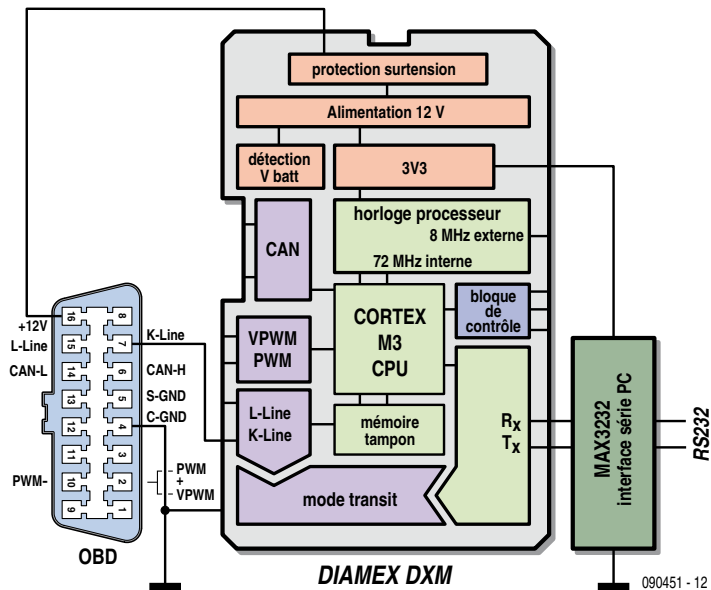 protection surtension
Alimentation 12 V
détection
V batt
3V3
horloge processeur
8 MHz externe
72 MHz interne
CAN
CORTEX
M3
CPU
bloque
de
contrôle
VPWM
PWM
L-Line
K-Line
mémoire
tampon
Rx
Tx
mode transit
MAX3232
interface série PC
RS232
+12V
L-Line
CAN-L
PWM-
16
15
14
13
12
11
10
9
8
7
6
5
4
3
2
1
K-Line
CAN-H
S-GND
C-GND
PWM
+
VPWM
OBD
DIAMEX DXM
090451 - 12